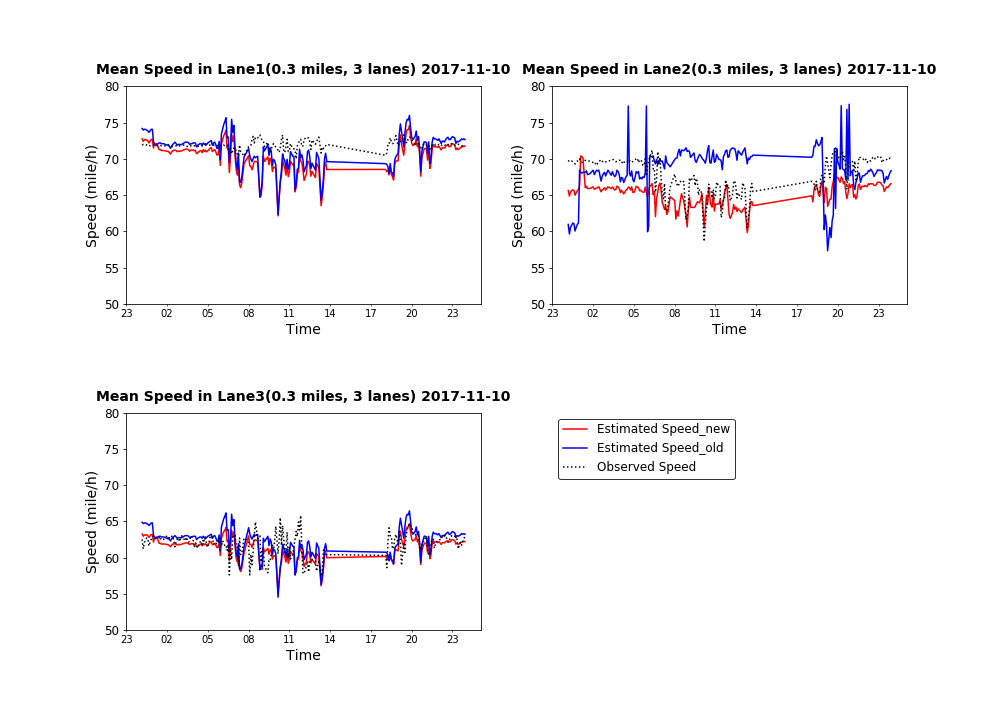 Mean Speed in Lane1(0.3 miles, 3 lanes) 2017-11-10
80
75
70
65
60
55
50
Speed (mile/h)
23 02 05 08 11 14 17 20 23
Time
Mean Speed in Lane2(0.3 miles, 3 lanes) 2017-11-10
80
75
70
65
60
55
50
Speed (mile/h)
23 02 05 08 11 14 17 20 23
Time
Mean Speed in Lane3(0.3 miles, 3 lanes) 2017-11-10
80
75
70
65
60
55
50
Speed (mile/h)
23 02 05 08 11 14 17 20 23
Time
Estimated Speed_new
Estimated Speed_old
Observed Speed